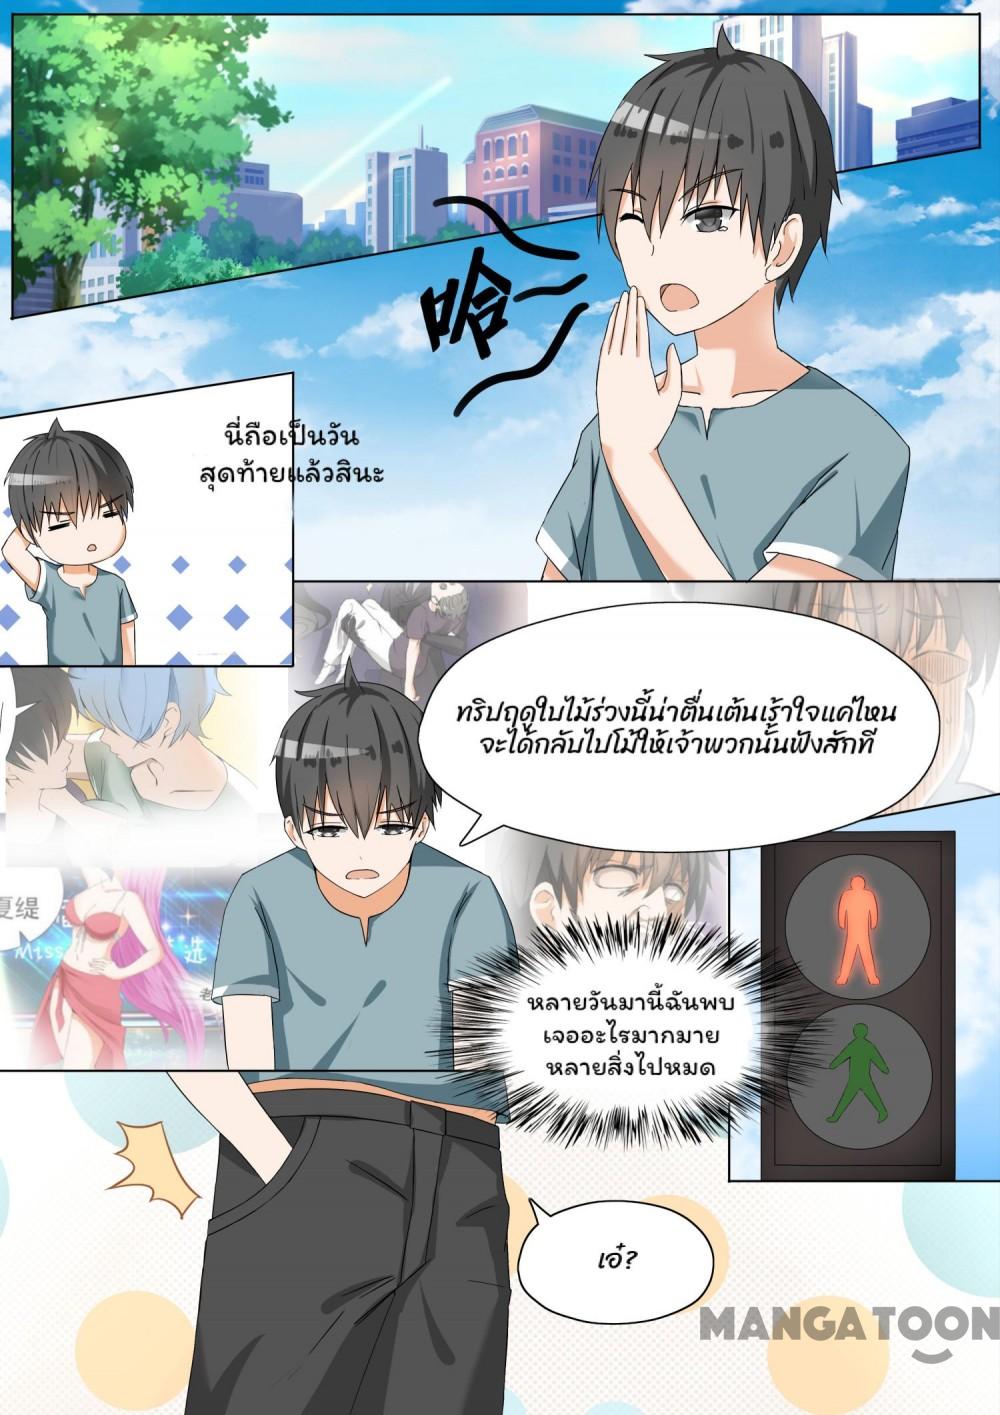 哈
นี่ถือเป็นวัน
สุดท้ายแล้วสินะ
ทริปฤดูใบไม้ร่วงนี้น่าตื่นเต้นเร้าใจแค่ไหน
จะได้กลับไปโม้ให้เจ้าพวกนั้นฟังสักที
夏缇
Miss
选
老
หลายวันมานี้ฉันพบ
เจออะไรมากมาย
หลายสิ่งไปหมด
เอ๋?
MANGATOON